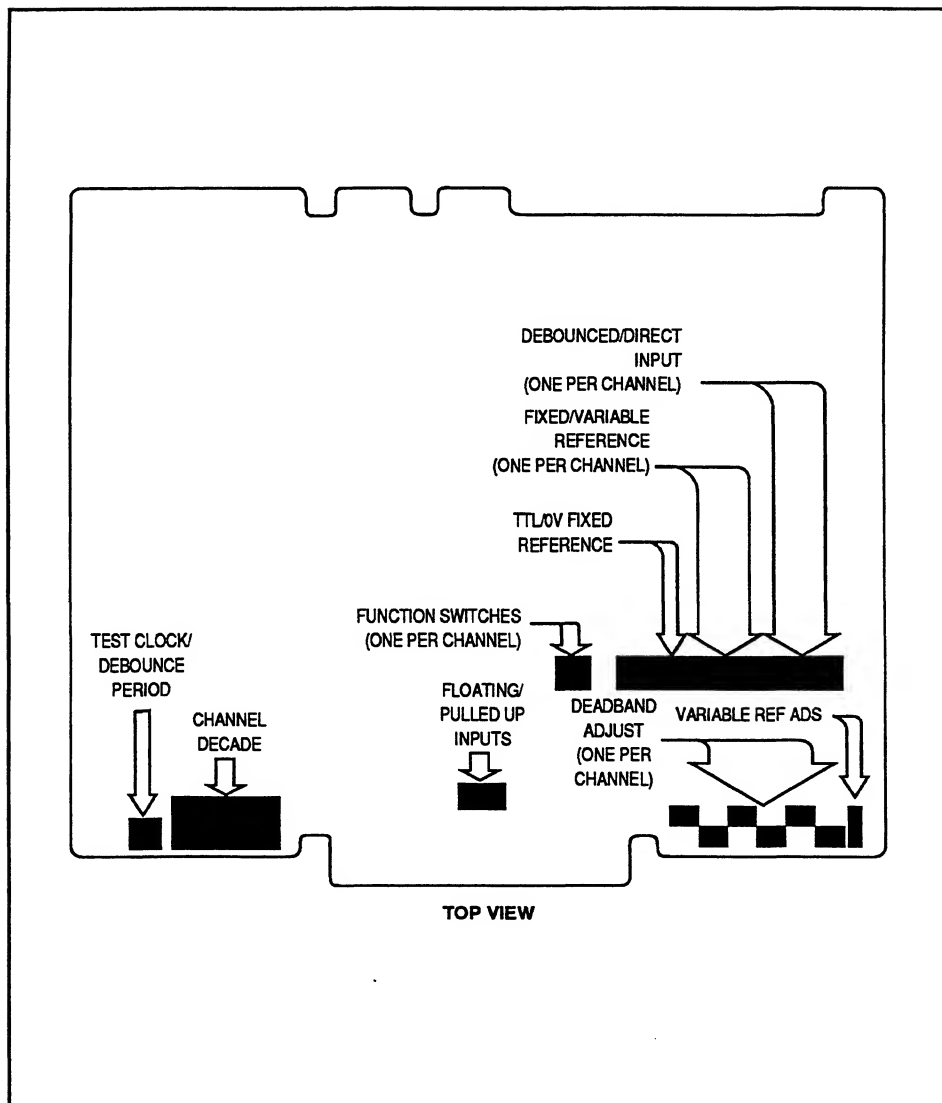 DEBOUNCED/DIRECT
INPUT
(ONE PER CHANNEL)
FIXED/VARIABLE
REFERENCE
(ONE PER CHANNEL)
TTL/0V FIXED
REFERENCE
FUNCTION SWITCHES
(ONE PER CHANNEL)
TEST CLOCK/
DEBOUNCE
PERIOD
CHANNEL
DECADE
FLOATING/
PULLED UP
INPUTS
DEADBAND
ADJUST
(ONE PER
CHANNEL)
VARIABLE REF ADS
TOP VIEW